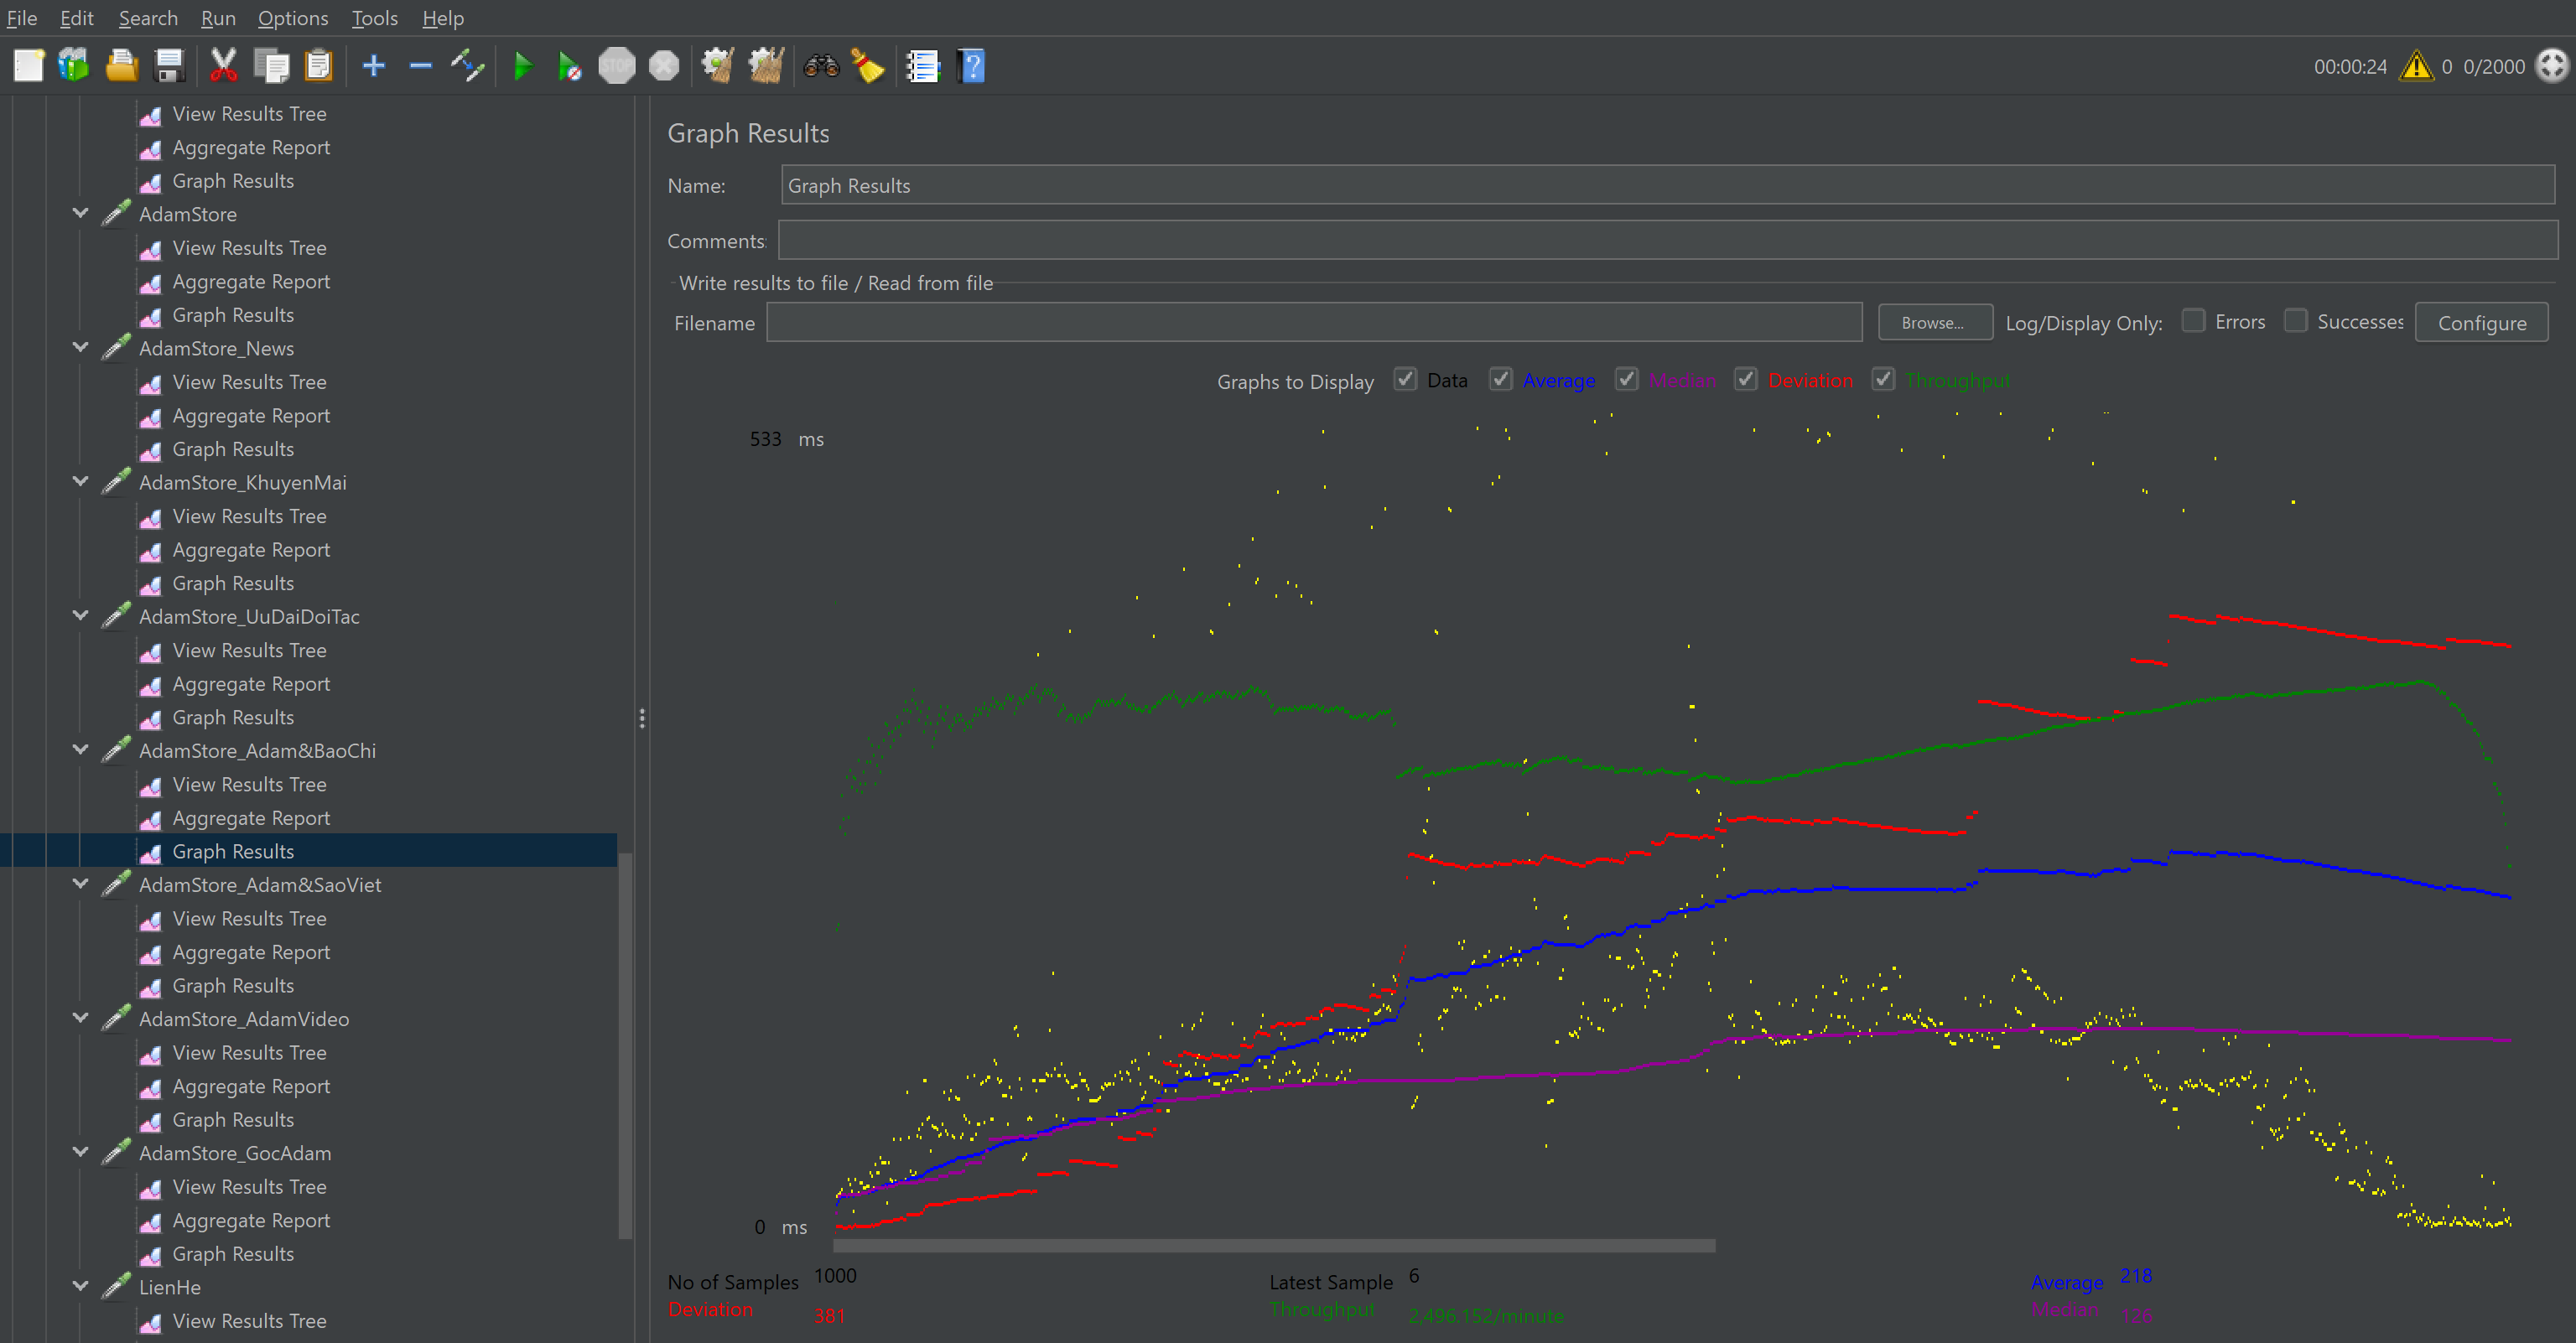 File Edit Search Run Options Tools Help
STOP
00:00:24 0 0/2000
View Results Tree
Aggregate Report
Graph Results
AdamStore
View Results Tree
Aggregate Report
Graph Results
AdamStore_News
View Results Tree
Aggregate Report
Graph Results
AdamStore_KhuyenMai
View Results Tree
Aggregate Report
Graph Results
AdamStore_UuDaiDoiTac
View Results Tree
Aggregate Report
Graph Results
AdamStore_Adam&BaoChi
View Results Tree
Aggregate Report
Graph Results
AdamStore_Adam&SaoViet
View Results Tree
Aggregate Report
Graph Results
AdamStore_AdamVideo
View Results Tree
Aggregate Report
Graph Results
AdamStore_GocAdam
View Results Tree
Aggregate Report
Graph Results
LienHe
View Results Tree
Graph Results
Name: Graph Results
Comments:
Write results to file / Read from file
Filename Browse... Log/Display Only: Errors Successes Configure
Graphs to Display Data Average Median Deviation Throughput
533 ms
0 ms
No of Samples 1000 Latest Sample 6 Average 218
Deviation 381 Throughput 2,496.152/minute Median 126